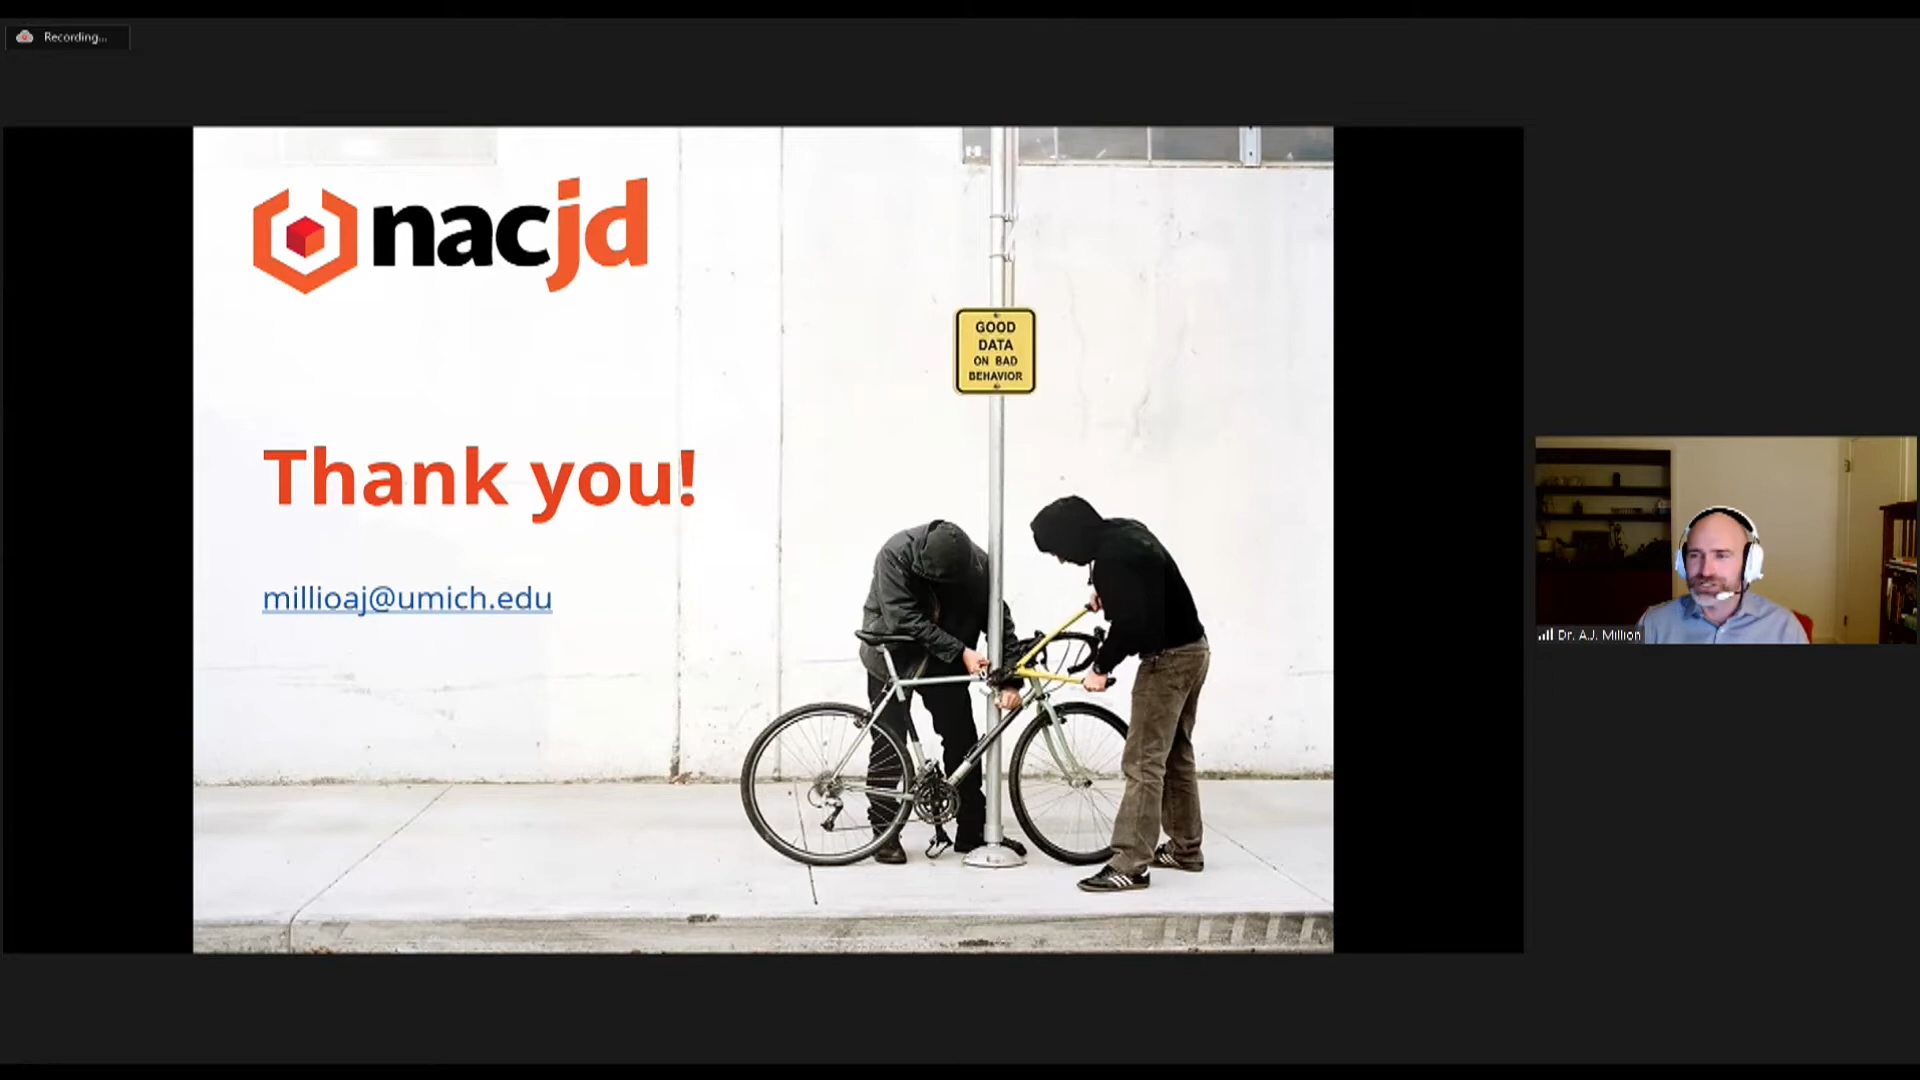 Recording...
nacjd
GOOD
DATA
ON BAD
BEHAVIOR
Thank you!
millioaj@umich.edu
Dr. A.J. Million